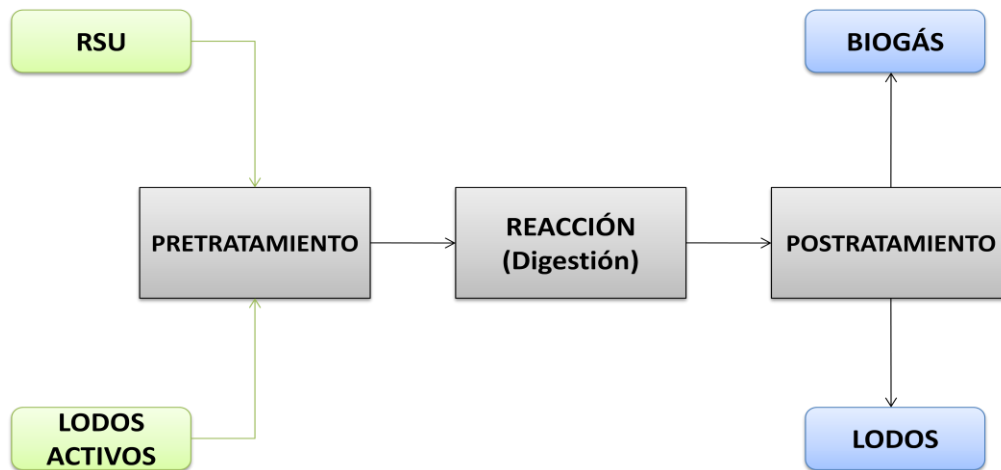 RSU
BIOGÁS
PRETRATAMIENTO
REACCIÓN
(Digestión)
POSTRATAMIENTO
LODOS
ACTIVOS
LODOS